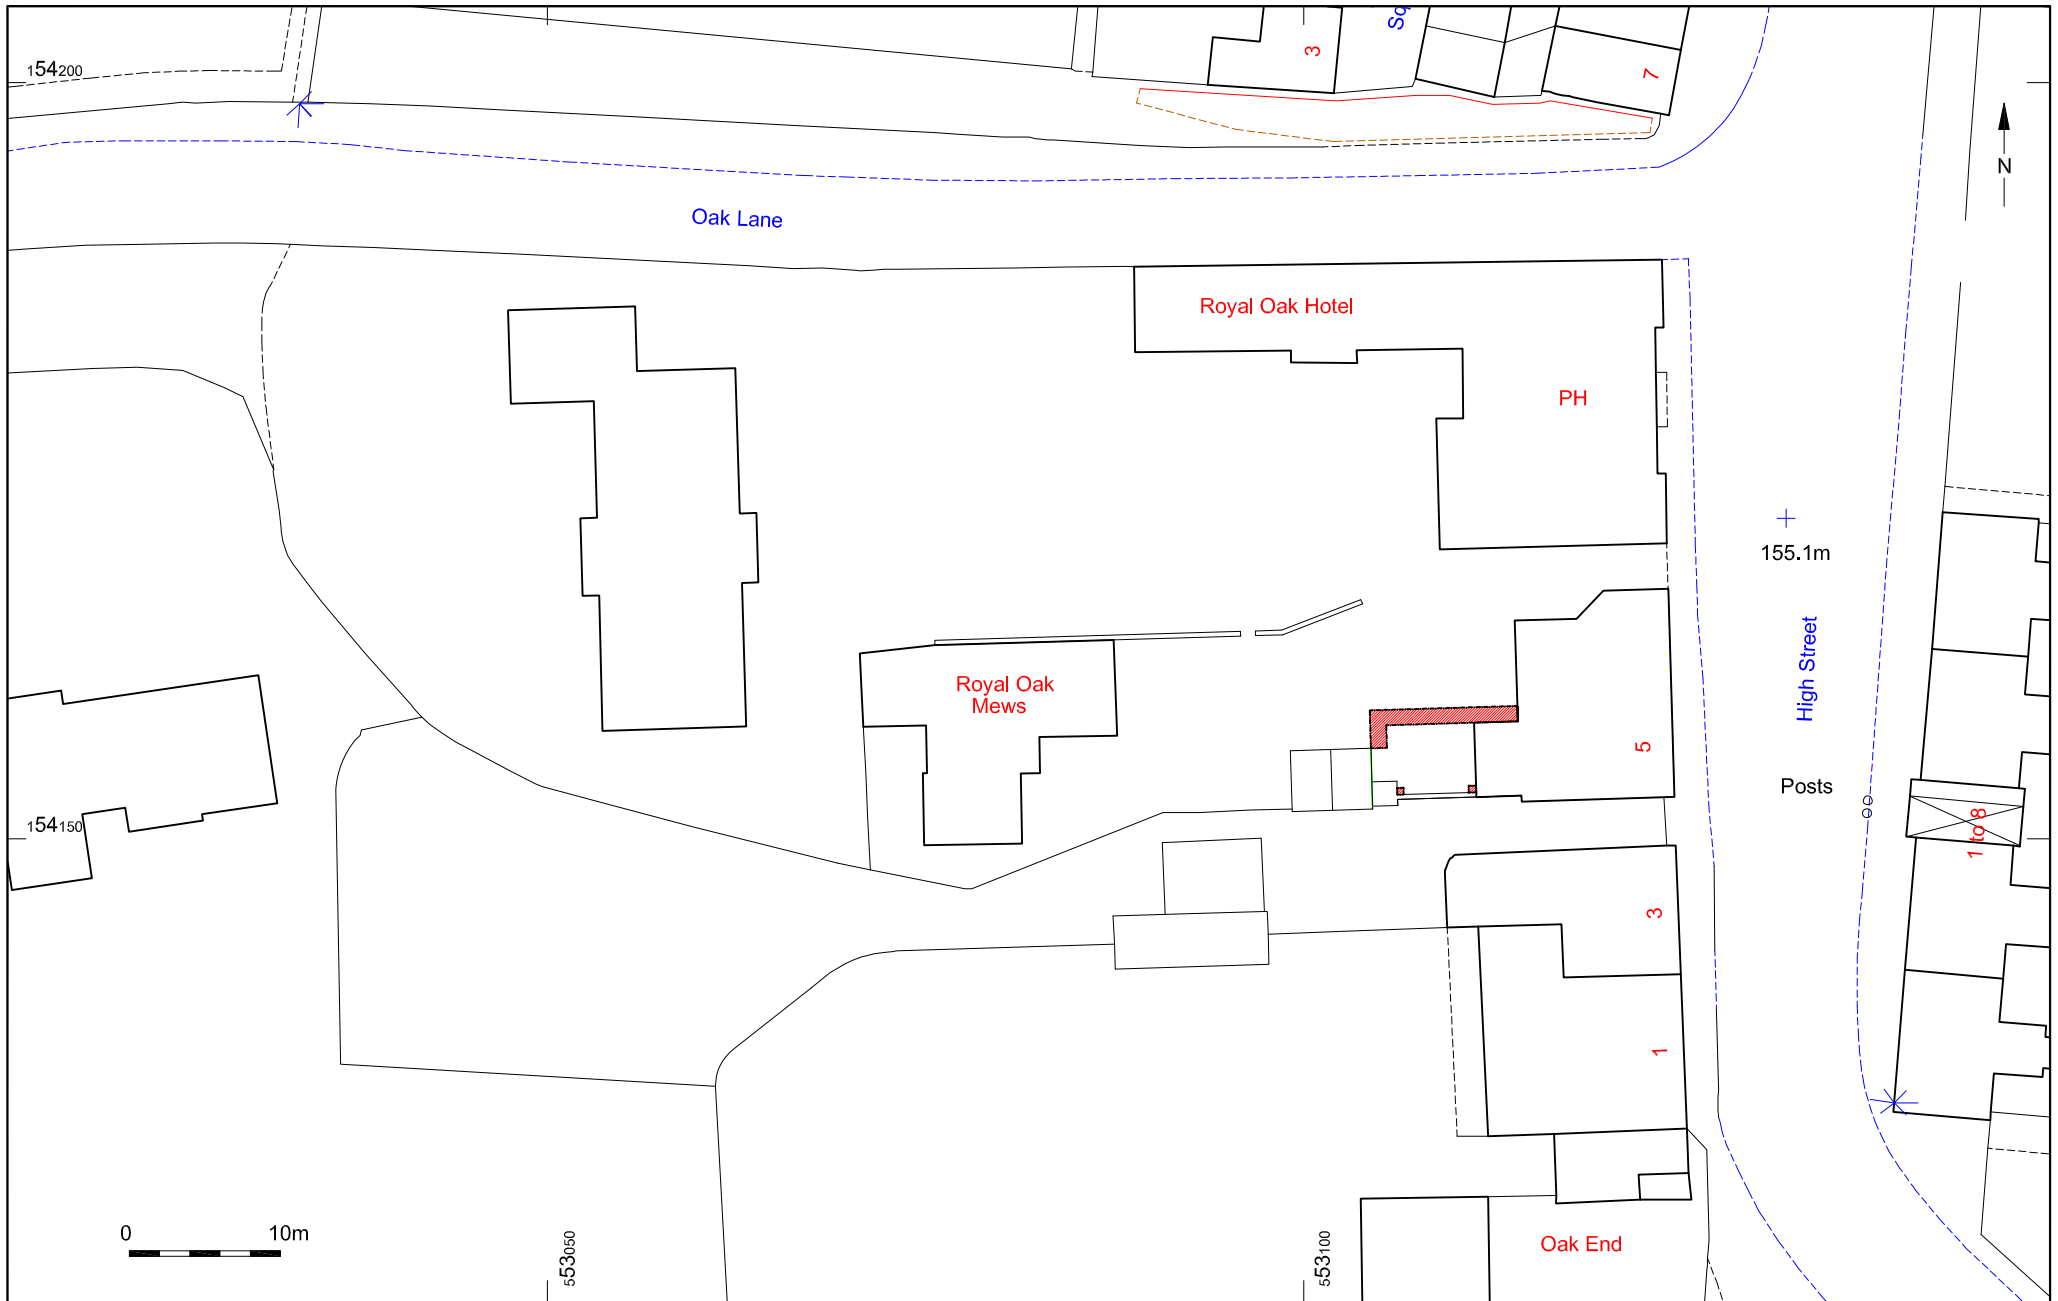 3
7
154200
N
Oak Lane
Royal Oak Hotel
PH
155.1m
High Street
Royal Oak
Mews
5
Posts
1 to 8
154150
3
1
0 10m
553050
553100
Oak End